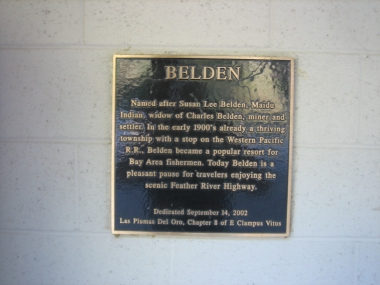 BELDEN
Named after Susan Lee Belden, Maidu
Indian, widow of Charles Belden, miner and
settler. In the early 1900's already a thriving
township with a stop on the Western Pacific
R.R., Belden became a popular resort for
Bay Area fishermen. Today Belden is a
pleasant pause for travelers enjoying the
scenic Feather River Highway.
Dedicated September 14, 2002
Las Plumas Del Oro, Chapter 8 of E Clampus Vitus